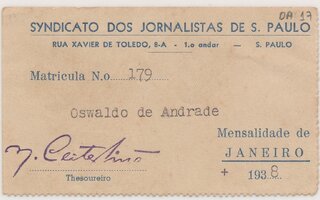 DA 17
SYNDICATO DOS JORNALISTAS DE S. PAULO
RUA XAVIER DE TOLEDO, 8-A - 1.o andar — S. PAULO
Matricula N.o 179
Oswaldo de Andrade
Mensalidade de
JANEIRO
+ 1938
Thesoureiro